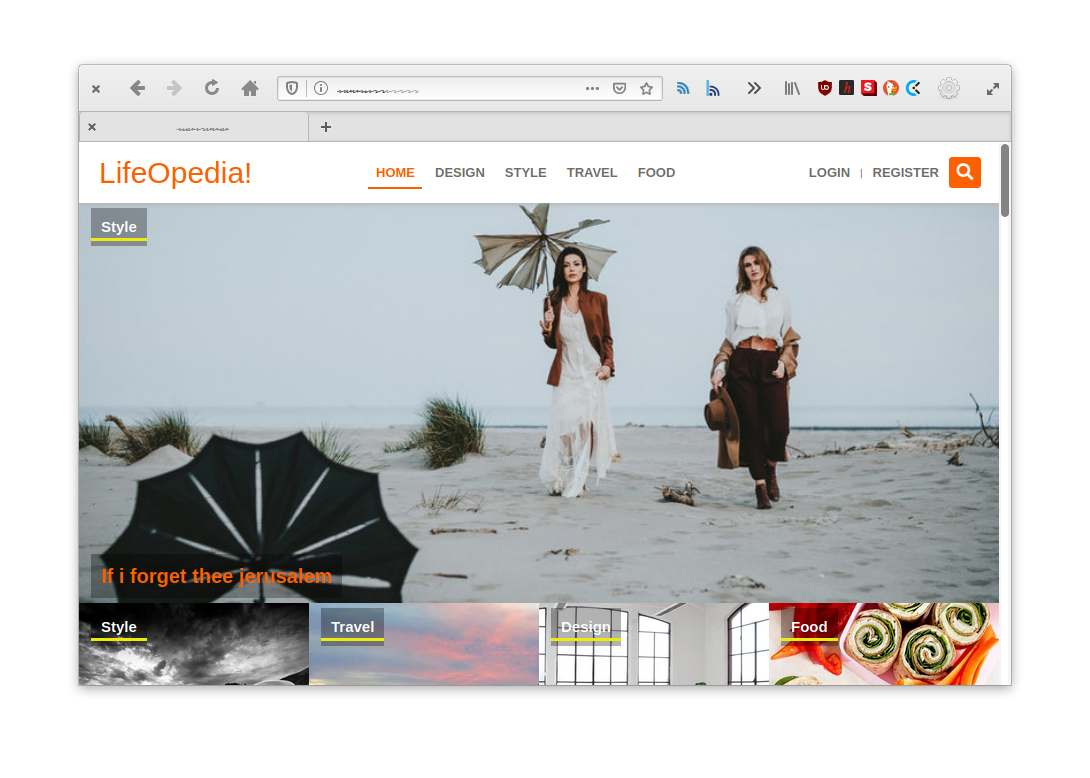 LifeOpedia!
HOME DESIGN STYLE TRAVEL FOOD
LOGIN | REGISTER
Style
If i forget thee jerusalem
Style
Travel
Design
Food